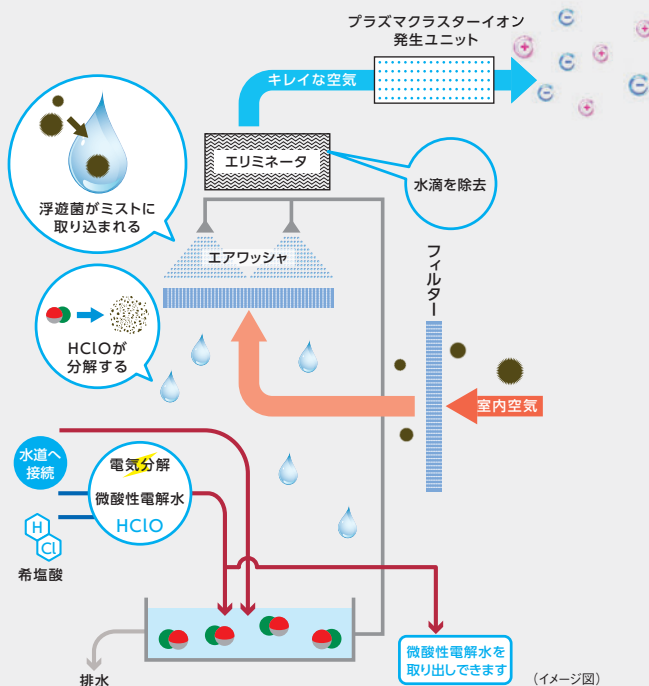 プラズマクラスターイオン
発生ユニット
キレイな空気
エリミネータ
水滴を除去
浮遊菌がミストに
取り込まれる
エアワッシャ
フィルター
HClOが
分解する
室内空気
水道へ
接続
電気分解
微酸性電解水
HClO
H
Cl
希塩酸
排水
微酸性電解水を
取り出しできます
(イメージ図)